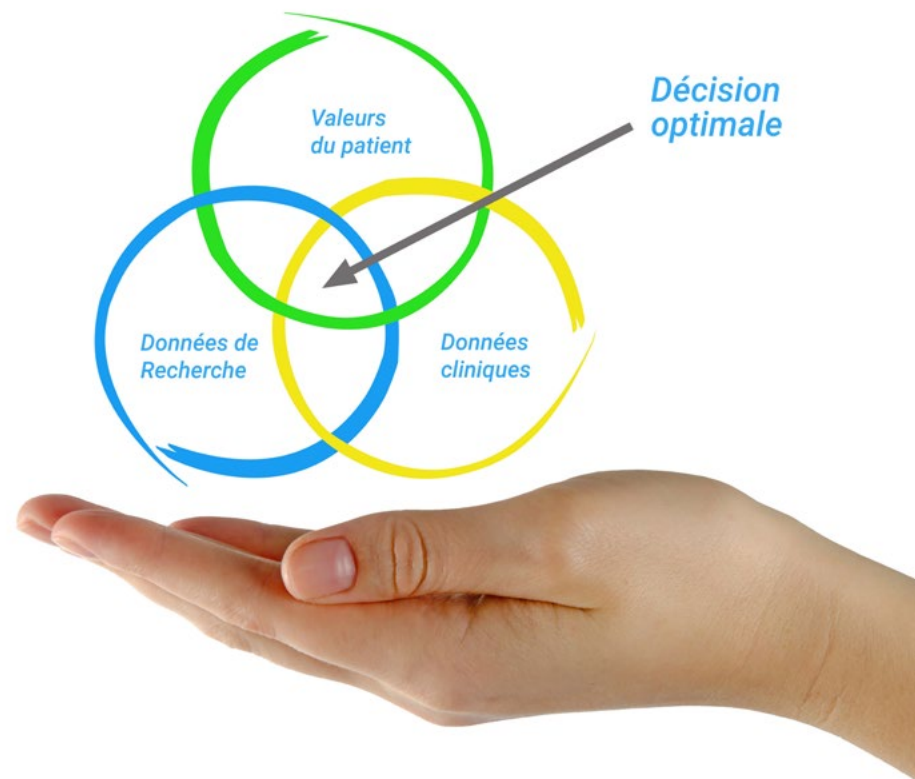 Valeurs
du patient
Décision
optimale
Données de
Recherche
Données
cliniques